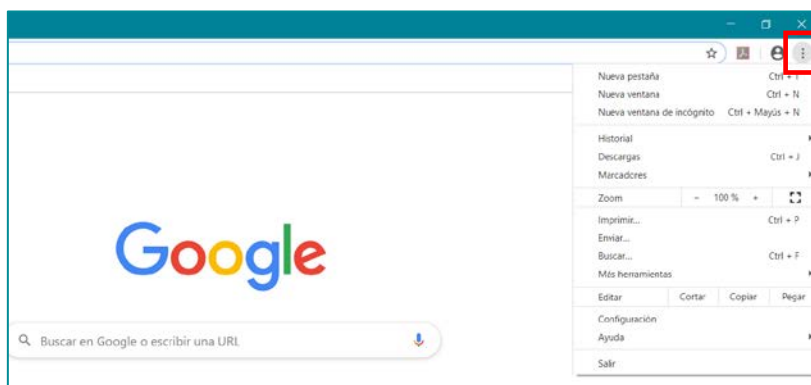 Nueva pestaña Ctrl + T
Nueva ventana Ctrl + N
Nueva ventana de incógnito Ctrl + Mayús + N
Historial
Descargas Ctrl + J
Marcadores
Zoom - 100 % +
Imprimir... Ctrl + P
Enviar...
Buscar... Ctrl + F
Más herramientas
Editar Cortar Copiar Pegar
Configuración
Ayuda
Salir
Google
Buscar en Google o escribir una URL